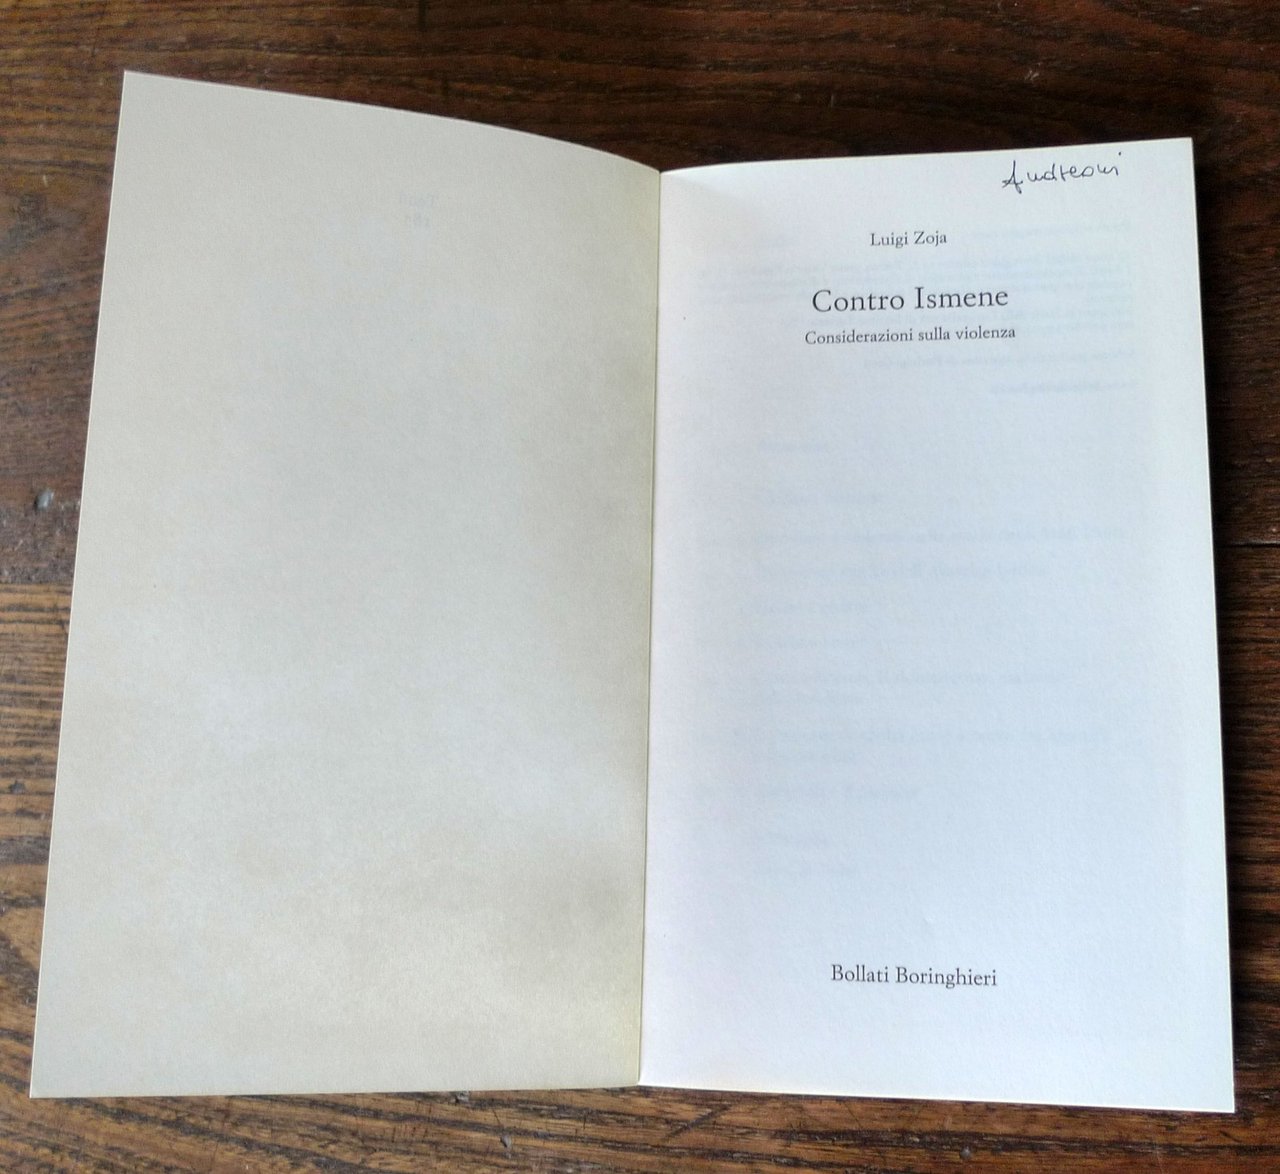 Andreoni
Luigi Zoja
Contro Ismene
Considerazioni sulla violenza
Bollati Boringhieri